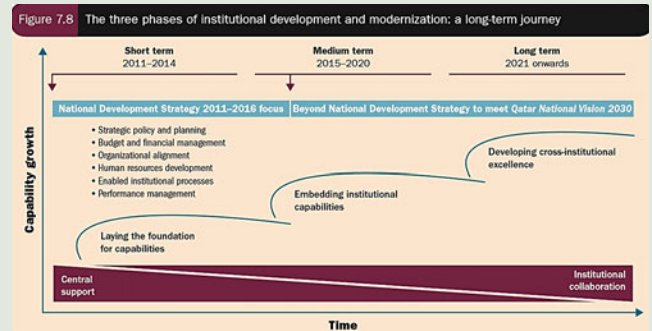 Figure 7.8 The three phases of institutional development and modernization: a long-term journey
Short term
2011–2014
Medium term
2015–2020
Long term
2021 onwards
National Development Strategy 2011–2016 focus
Beyond National Development Strategy to meet Qatar National Vision 2030
• Strategic policy and planning
• Budget and financial management
• Organizational alignment
• Human resources development
• Enabled institutional processes
• Performance management
Developing cross-institutional
excellence
Embedding institutional
capabilities
Laying the foundation
for capabilities
Capability growth
Central
support
Institutional
collaboration
Time